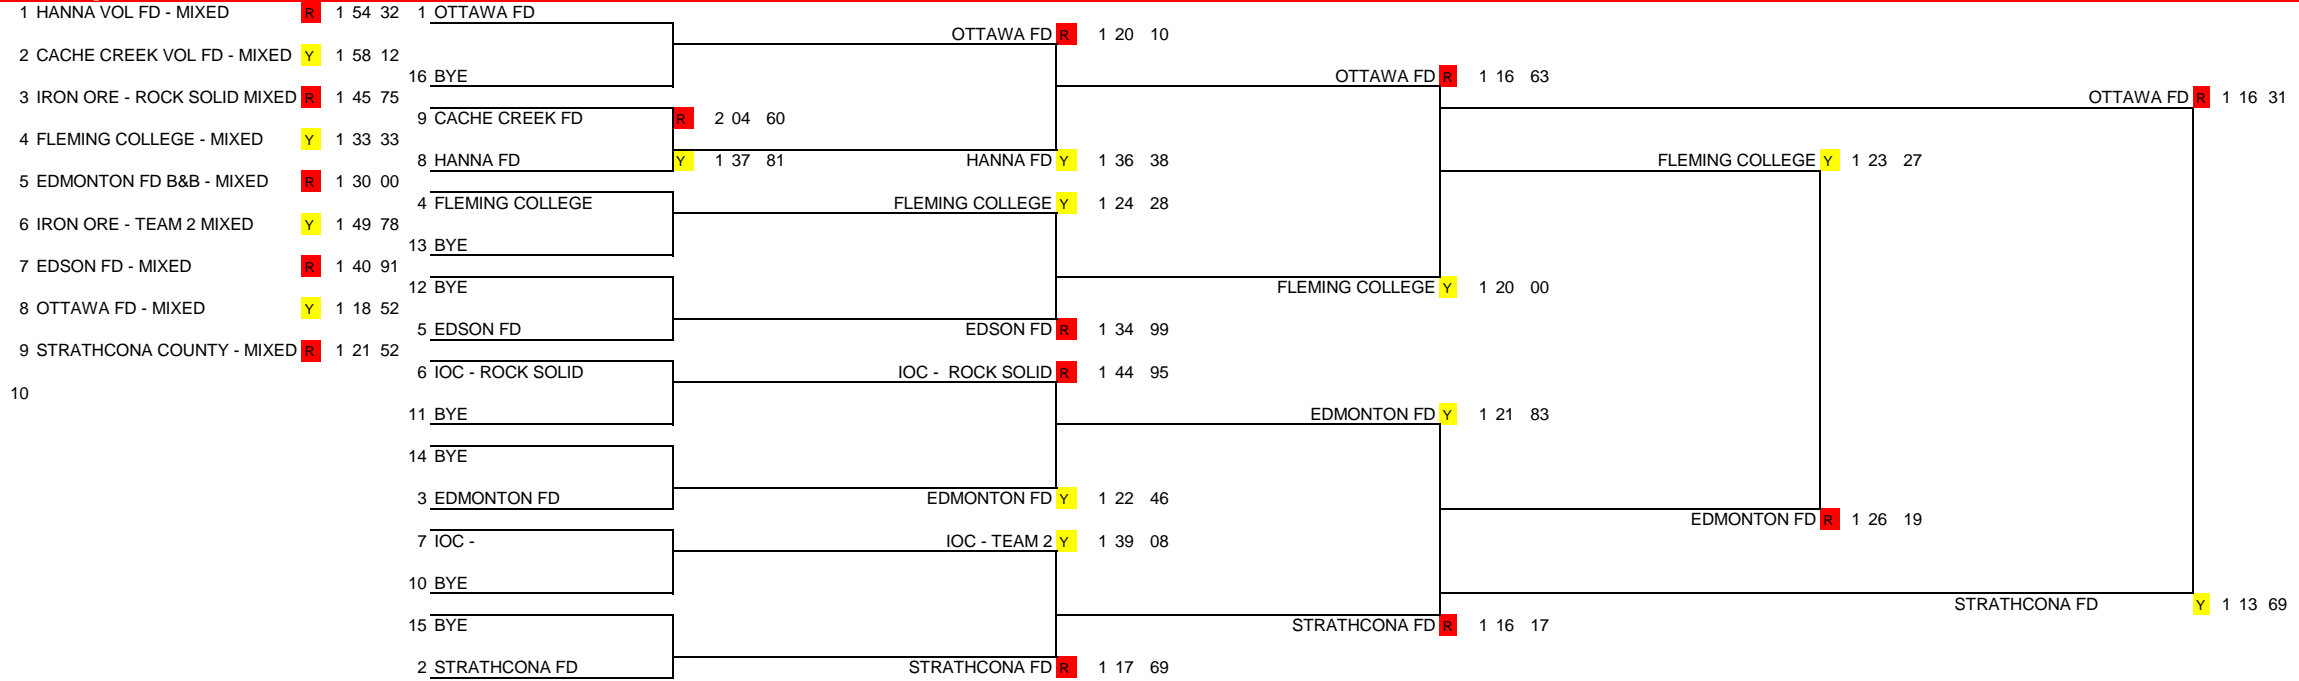 1 HANNA VOL FD - MIXED R 1 54 32 1 OTTAWA FD
OTTAWA FD R 1 20 10
2 CACHE CREEK VOL FD - MIXED Y 1 58 12
16 BYE OTTAWA FD R 1 16 63
3 IRON ORE - ROCK SOLID MIXED R 1 45 75 OTTAWA FD R 1 16 31
9 CACHE CREEK FD R 2 04 60
4 FLEMING COLLEGE - MIXED Y 1 33 33
8 HANNA FD Y 1 37 81 HANNA FD Y 1 36 38 FLEMING COLLEGE Y 1 23 27
5 EDMONTON FD B&B - MIXED R 1 30 00
4 FLEMING COLLEGE FLEMING COLLEGE Y 1 24 28
6 IRON ORE - TEAM 2 MIXED Y 1 49 78
13 BYE
7 EDSON FD - MIXED R 1 40 91
12 BYE FLEMING COLLEGE Y 1 20 00
8 OTTAWA FD - MIXED Y 1 18 52
5 EDSON FD EDSON FD R 1 34 99
9 STRATHCONA COUNTY - MIXED R 1 21 52
6 IOC - ROCK SOLID IOC - ROCK SOLID R 1 44 95
10
11 BYE EDMONTON FD Y 1 21 83
14 BYE
3 EDMONTON FD EDMONTON FD Y 1 22 46
EDMONTON FD R 1 26 19
7 IOC - IOC - TEAM 2 Y 1 39 08
10 BYE
STRATHCONA FD Y 1 13 69
15 BYE STRATHCONA FD R 1 16 17
2 STRATHCONA FD STRATHCONA FD R 1 17 69